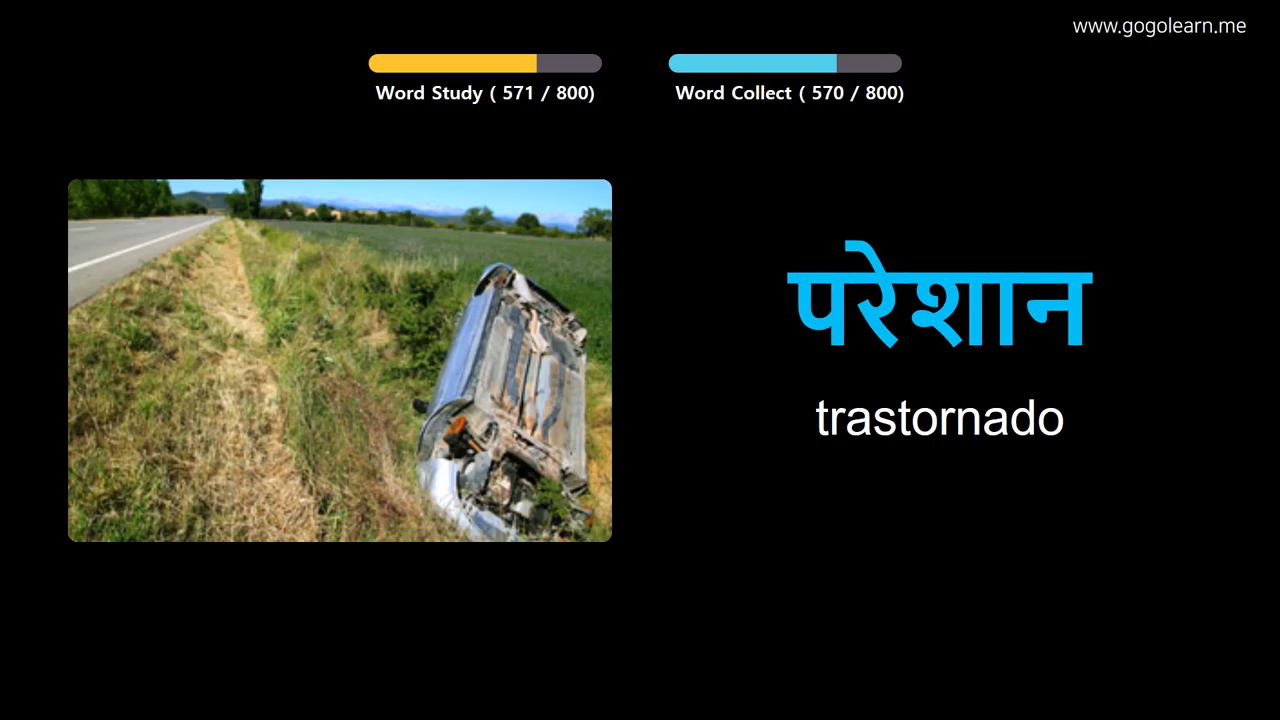 www.gogolearn.me
Word Study ( 571 / 800)
Word Collect ( 570 / 800)
परेशान
trastornado